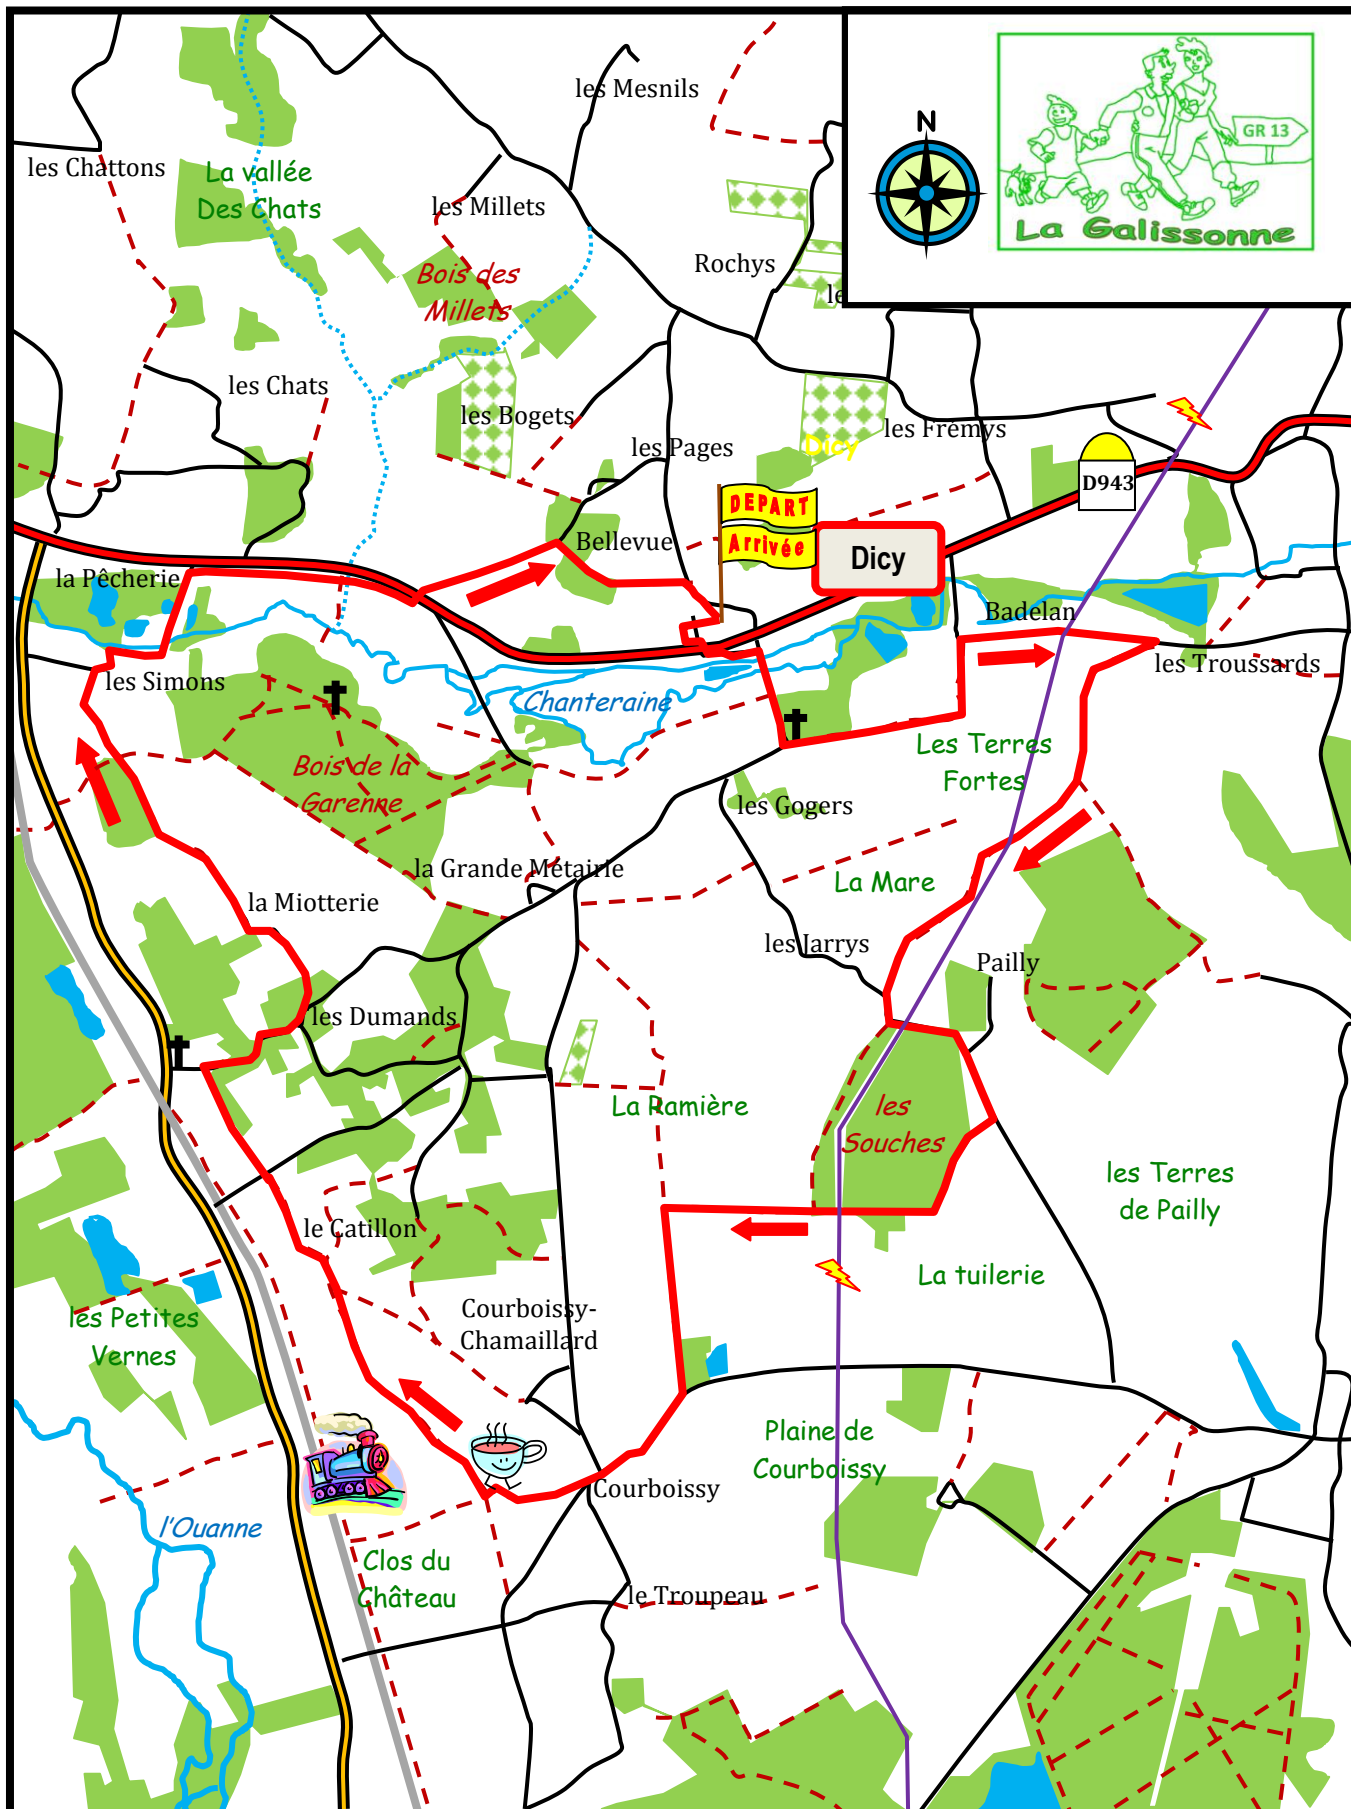 les Mesnils
N
GR 13
La Galissonne
les Chattons
La vallée
Des Chats
les Millets
Rochys
Bois des
Millets
le
les Chats
les Bogets
les Frémys
les Pages
Dicy
D943
DEPART
Arrivée
Bellevue
Dicy
la Pêcherie
Badelan
les Troussards
les Simons
Chanteraine
Les Terres
Fortes
Bois de la
Garenne
les Gogers
la Grande Métairie
La Mare
la Miotterie
les Jarrys
Pailly
les Dumands
La Ramière
les
Souches
les Terres
de Pailly
le Catillon
La tuilerie
Courboissy-
Chamaillard
les Petites
Vernes
Plaine de
Courboissy
Courboissy
l'Ouanne
Clos du
Château
le Troupeau